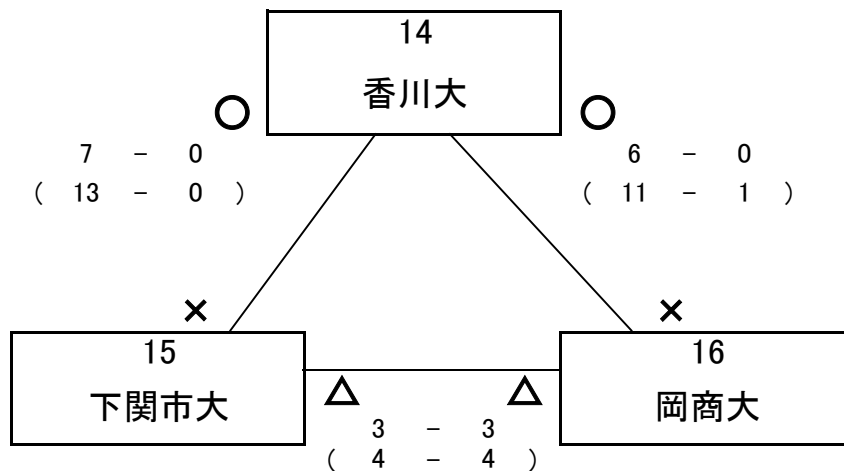 14
香川大
○ ○
7 － 0
( 13 － 0 )
6 － 0
( 11 － 1 )
× ×
15
下関市大
16
岡商大
△ △
3 － 3
( 4 － 4 )